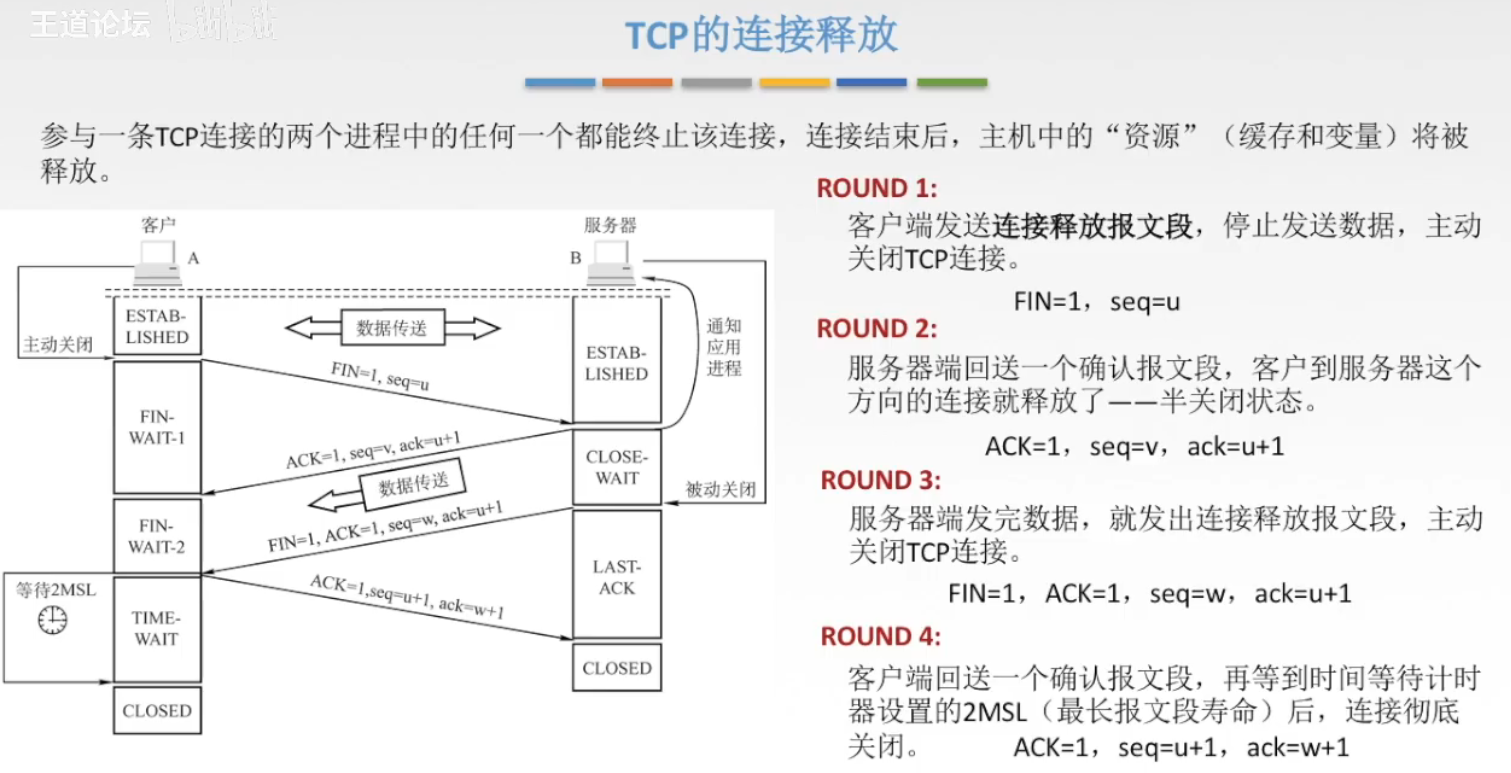 王道论坛 bilibili
TCP的连接释放
参与一条TCP连接的两个进程中的任何一个都能终止该连接，连接结束后，主机中的“资源”（缓存和变量）将被
释放。
客户
A
服务器
B
ESTAB-
LISHED
数据传送
主动关闭
ESTAB-
LISHED
通知
应用
进程
FIN=1, seq=u
FIN-
WAIT-1
ACK=1, seq=v, ack=u+1
CLOSE-
WAIT
数据传送
被动关闭
FIN-
WAIT-2
FIN=1, ACK=1, seq=w, ack=u+1
等待2MSL
ACK=1,seq=u+1, ack=w+1
LAST-
ACK
TIME-
WAIT
CLOSED
CLOSED
ROUND 1:
客户端发送连接释放报文段，停止发送数据，主动
关闭TCP连接。
FIN=1，seq=u
ROUND 2:
服务器端回送一个确认报文段，客户到服务器这个
方向的连接就释放了——半关闭状态。
ACK=1，seq=v，ack=u+1
ROUND 3:
服务器端发完数据，就发出连接释放报文段，主动
关闭TCP连接。
FIN=1，ACK=1，seq=w，ack=u+1
ROUND 4:
客户端回送一个确认报文段，再等到时间等待计时
器设置的2MSL（最长报文段寿命）后，连接彻底
关闭。 ACK=1，seq=u+1，ack=w+1